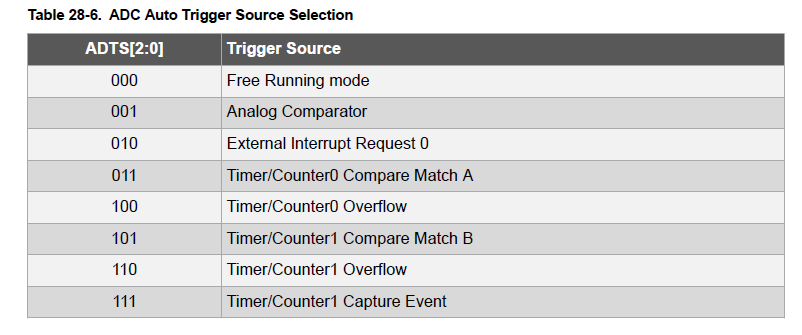 Table 28-6. ADC Auto Trigger Source Selection
ADTS[2:0] Trigger Source
000 Free Running mode
001 Analog Comparator
010 External Interrupt Request 0
011 Timer/Counter0 Compare Match A
100 Timer/Counter0 Overflow
101 Timer/Counter1 Compare Match B
110 Timer/Counter1 Overflow
111 Timer/Counter1 Capture Event